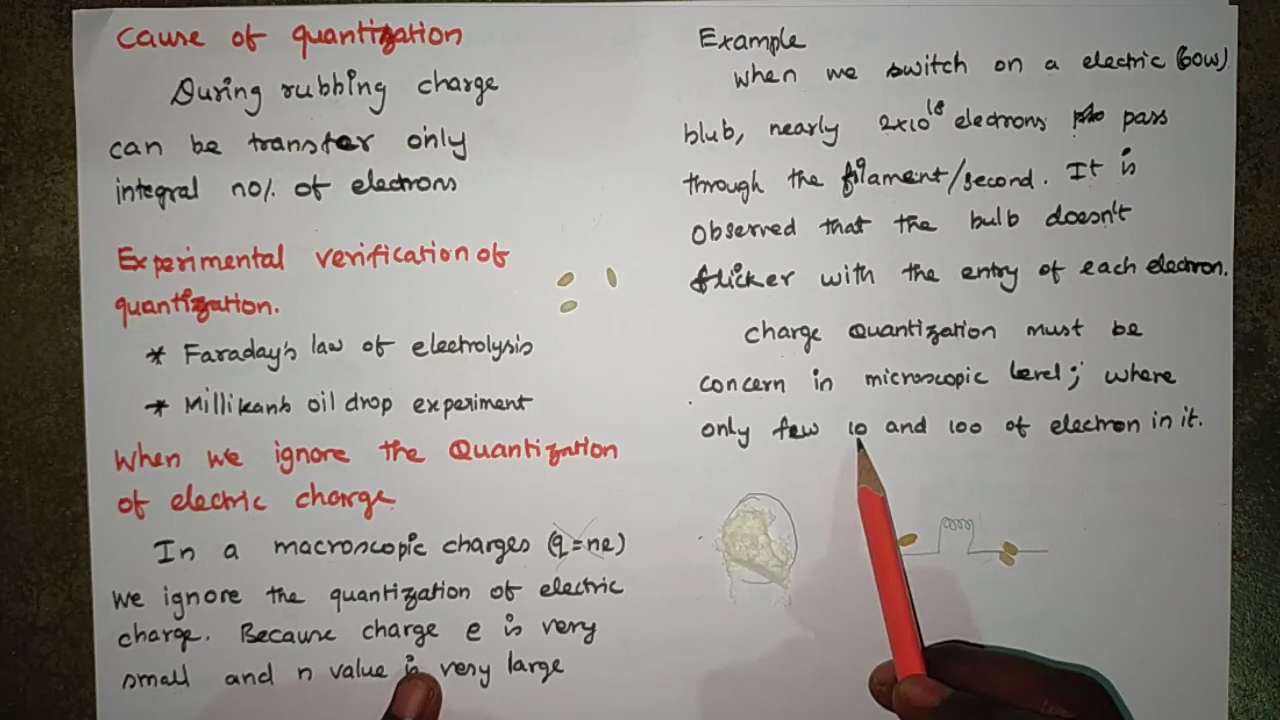 Cause of quantization
During rubbing charge
can be transfer only
integral no/. of electrons
Experimental verification of
quantization.
* Faraday's law of electrolysis
* Millikan's oil drop experiment
When we ignore the Quantization
of electric charge
In a macroscopic charges (q=ne)
we ignore the quantization of electric
charge. Because charge e is very
small and n value is very large
Example
When we switch on a electric (60W)
blub, nearly 2x10^18 electrons pass
through the filament/second. It is
observed that the bulb doesn't
flicker with the entry of each electron.
Charge Quantization must be
concern in microscopic level; where
only few 10 and 100 of electron in it.